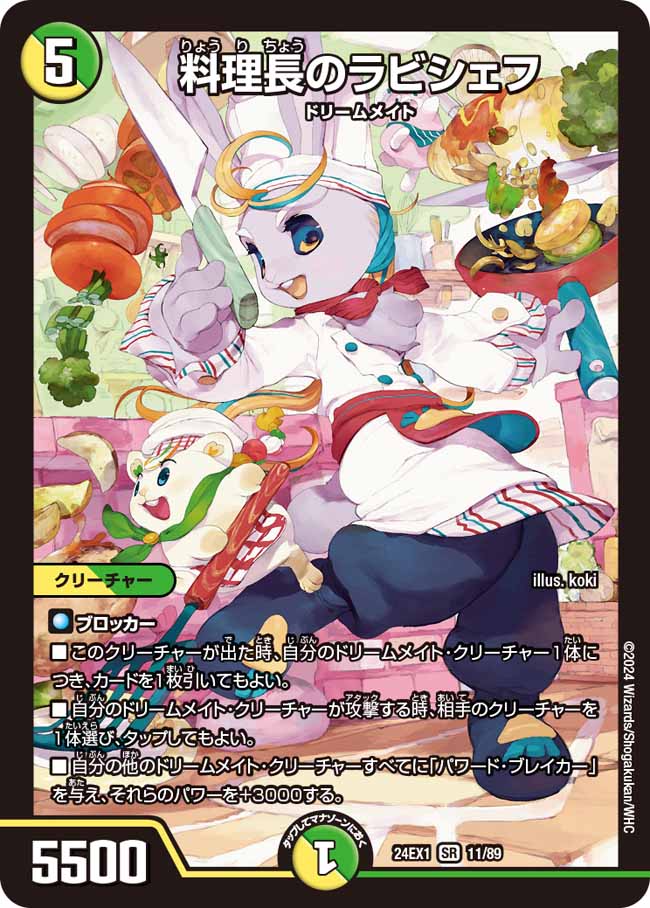 5
料理長のラビシェフ
ドリームメイト
クリーチャー
illus. koki
ブロッカー
■このクリーチャーが出た時、自分のドリームメイト・クリーチャー1体に
つき、カードを1枚引いてもよい。
■自分のドリームメイト・クリーチャーが攻撃する時、相手のクリーチャーを
1体選び、タップしてもよい。
■自分の他のドリームメイト・クリーチャーすべてに「パワード・ブレイカー」
を与え、それらのパワーを+3000する。
©2024 Wizards/Shogakukan/WHC
5500
タップしてマナゾーンにおく
1
24EX1 SR 11/89